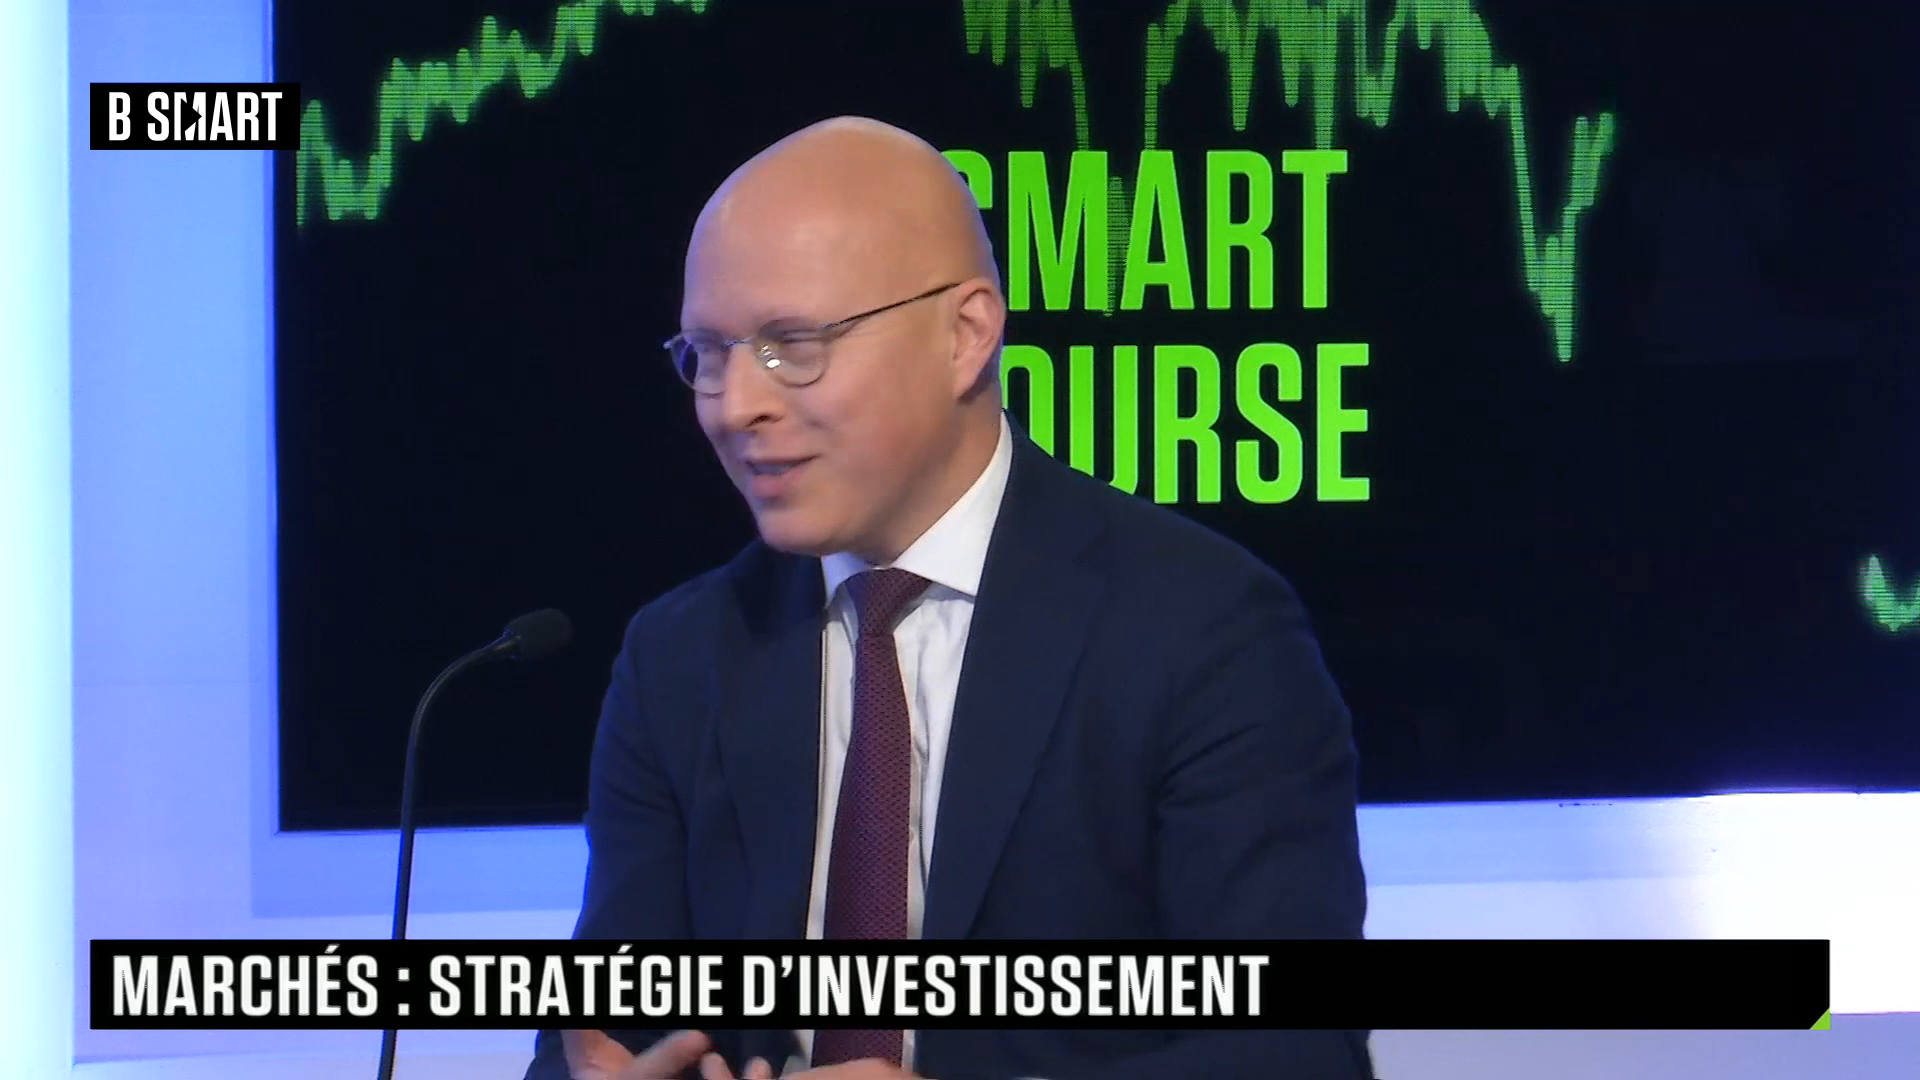 B SMART
SMART
OURSE
MARCHÉS : STRATÉGIE D'INVESTISSEMENT